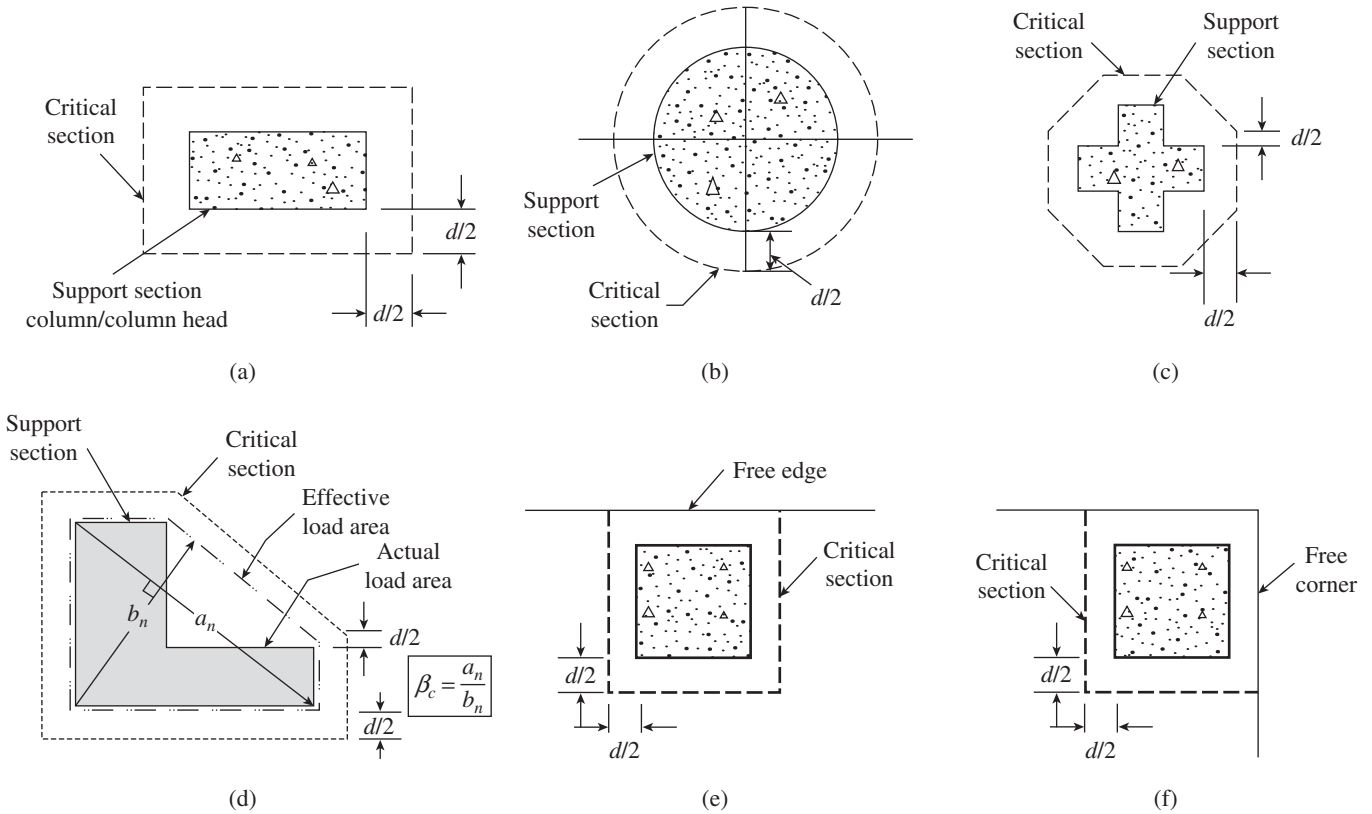 Critical
section
d/2
Support section
column/column head
d/2
(a)
Support
section
Critical
section
d/2
(b)
Critical
section
Support
section
d/2
d/2
(c)
Support
section
Critical
section
Effective
load area
Actual
load area
b_n
a_n
d/2
d/2
β_c = a_n/b_n
(d)
Free edge
Critical
section
d/2
d/2
(e)
Critical
section
Free
corner
d/2
d/2
(f)